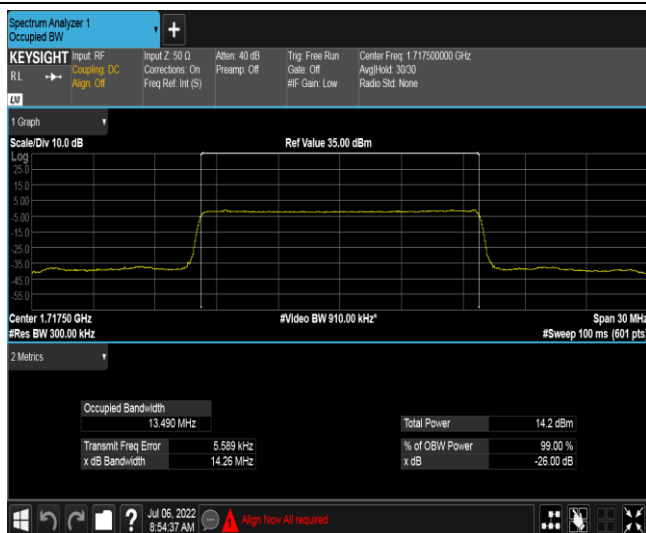 Spectrum Analyzer 1
Occupied BW
+
KEYSIGHT Input: RF Input Z: 50 Ω Atten: 40 dB Trig: Free Run Center Freq: 1.717500000 GHz
RL Coupling: DC Corrections: On Preamp: Off Gate: Off Avg|Hold: 30/30
Align: Off Freq Ref: Int (S) #IF Gain: Low Radio Std: None
LXI
1 Graph
Scale/Div 10.0 dB Ref Value 35.00 dBm
Log
25.0
15.0
5.00
-5.00
-15.0
-25.0
-35.0
-45.0
-55.0
Center 1.71750 GHz #Video BW 910.00 kHz* Span 30 MHz
#Res BW 300.00 kHz #Sweep 100 ms (601 pts)
2 Metrics
Occupied Bandwidth
13.490 MHz Total Power 14.2 dBm
Transmit Freq Error 5.589 kHz % of OBW Power 99.00 %
x dB Bandwidth 14.26 MHz x dB -26.00 dB
? Jul 06, 2022
8:54:37 AM Align Now All required